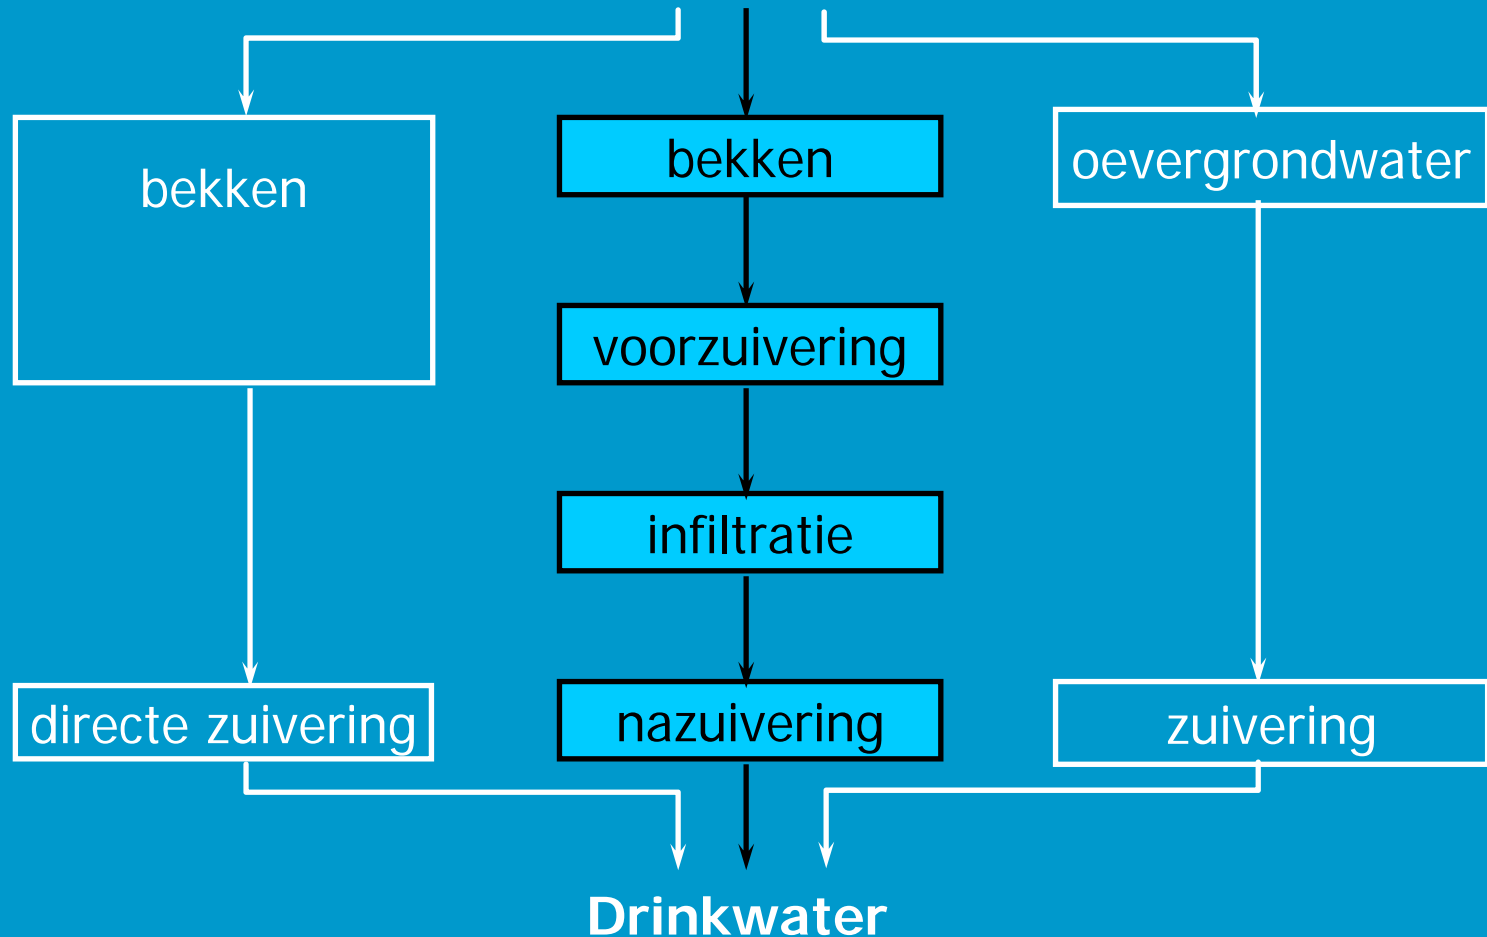 bekken
bekken
oevergrondwater
voorzuivering
infiltratie
directe zuivering
nazuivering
zuivering
Drinkwater